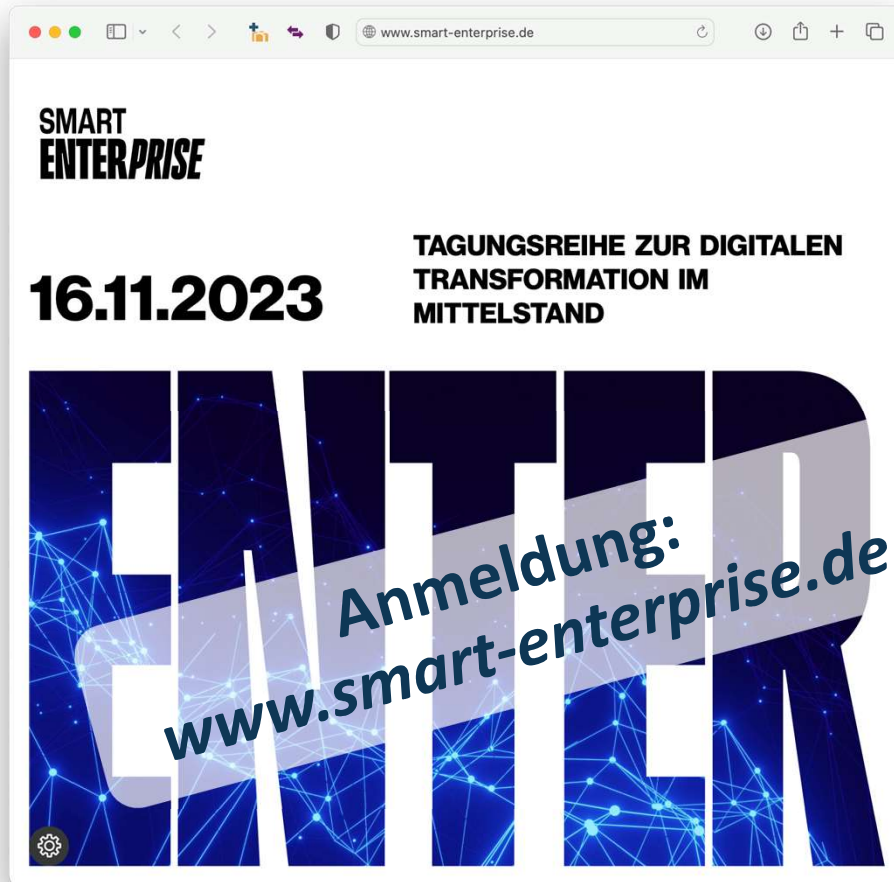 www.smart-enterprise.de
SMART
ENTERPRISE
16.11.2023
TAGUNGSREIHE ZUR DIGITALEN
TRANSFORMATION IM
MITTELSTAND
ENTER
Anmeldung:
www.smart-enterprise.de